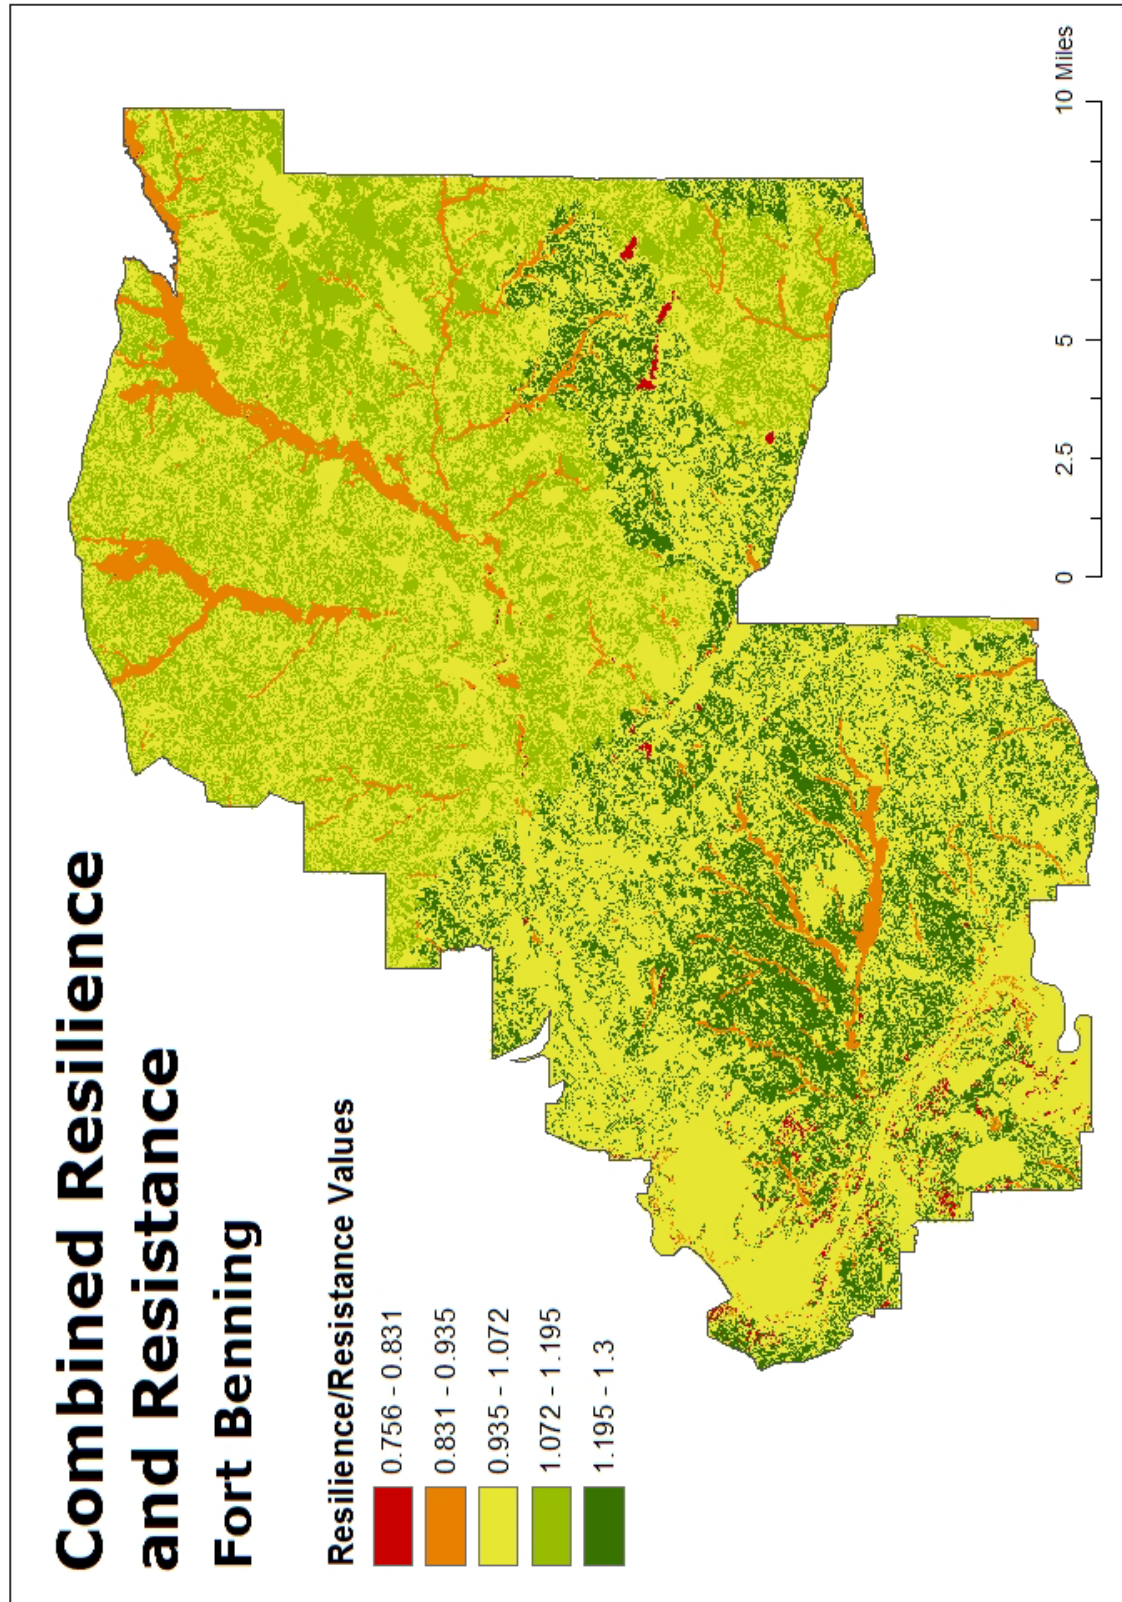 Combined Resilience
and Resistance
Fort Benning
Resilience/Resistance Values
0.756 - 0.831
0.831 - 0.935
0.935 - 1.072
1.072 - 1.195
1.195 - 1.3
0 2.5 5 10 Miles